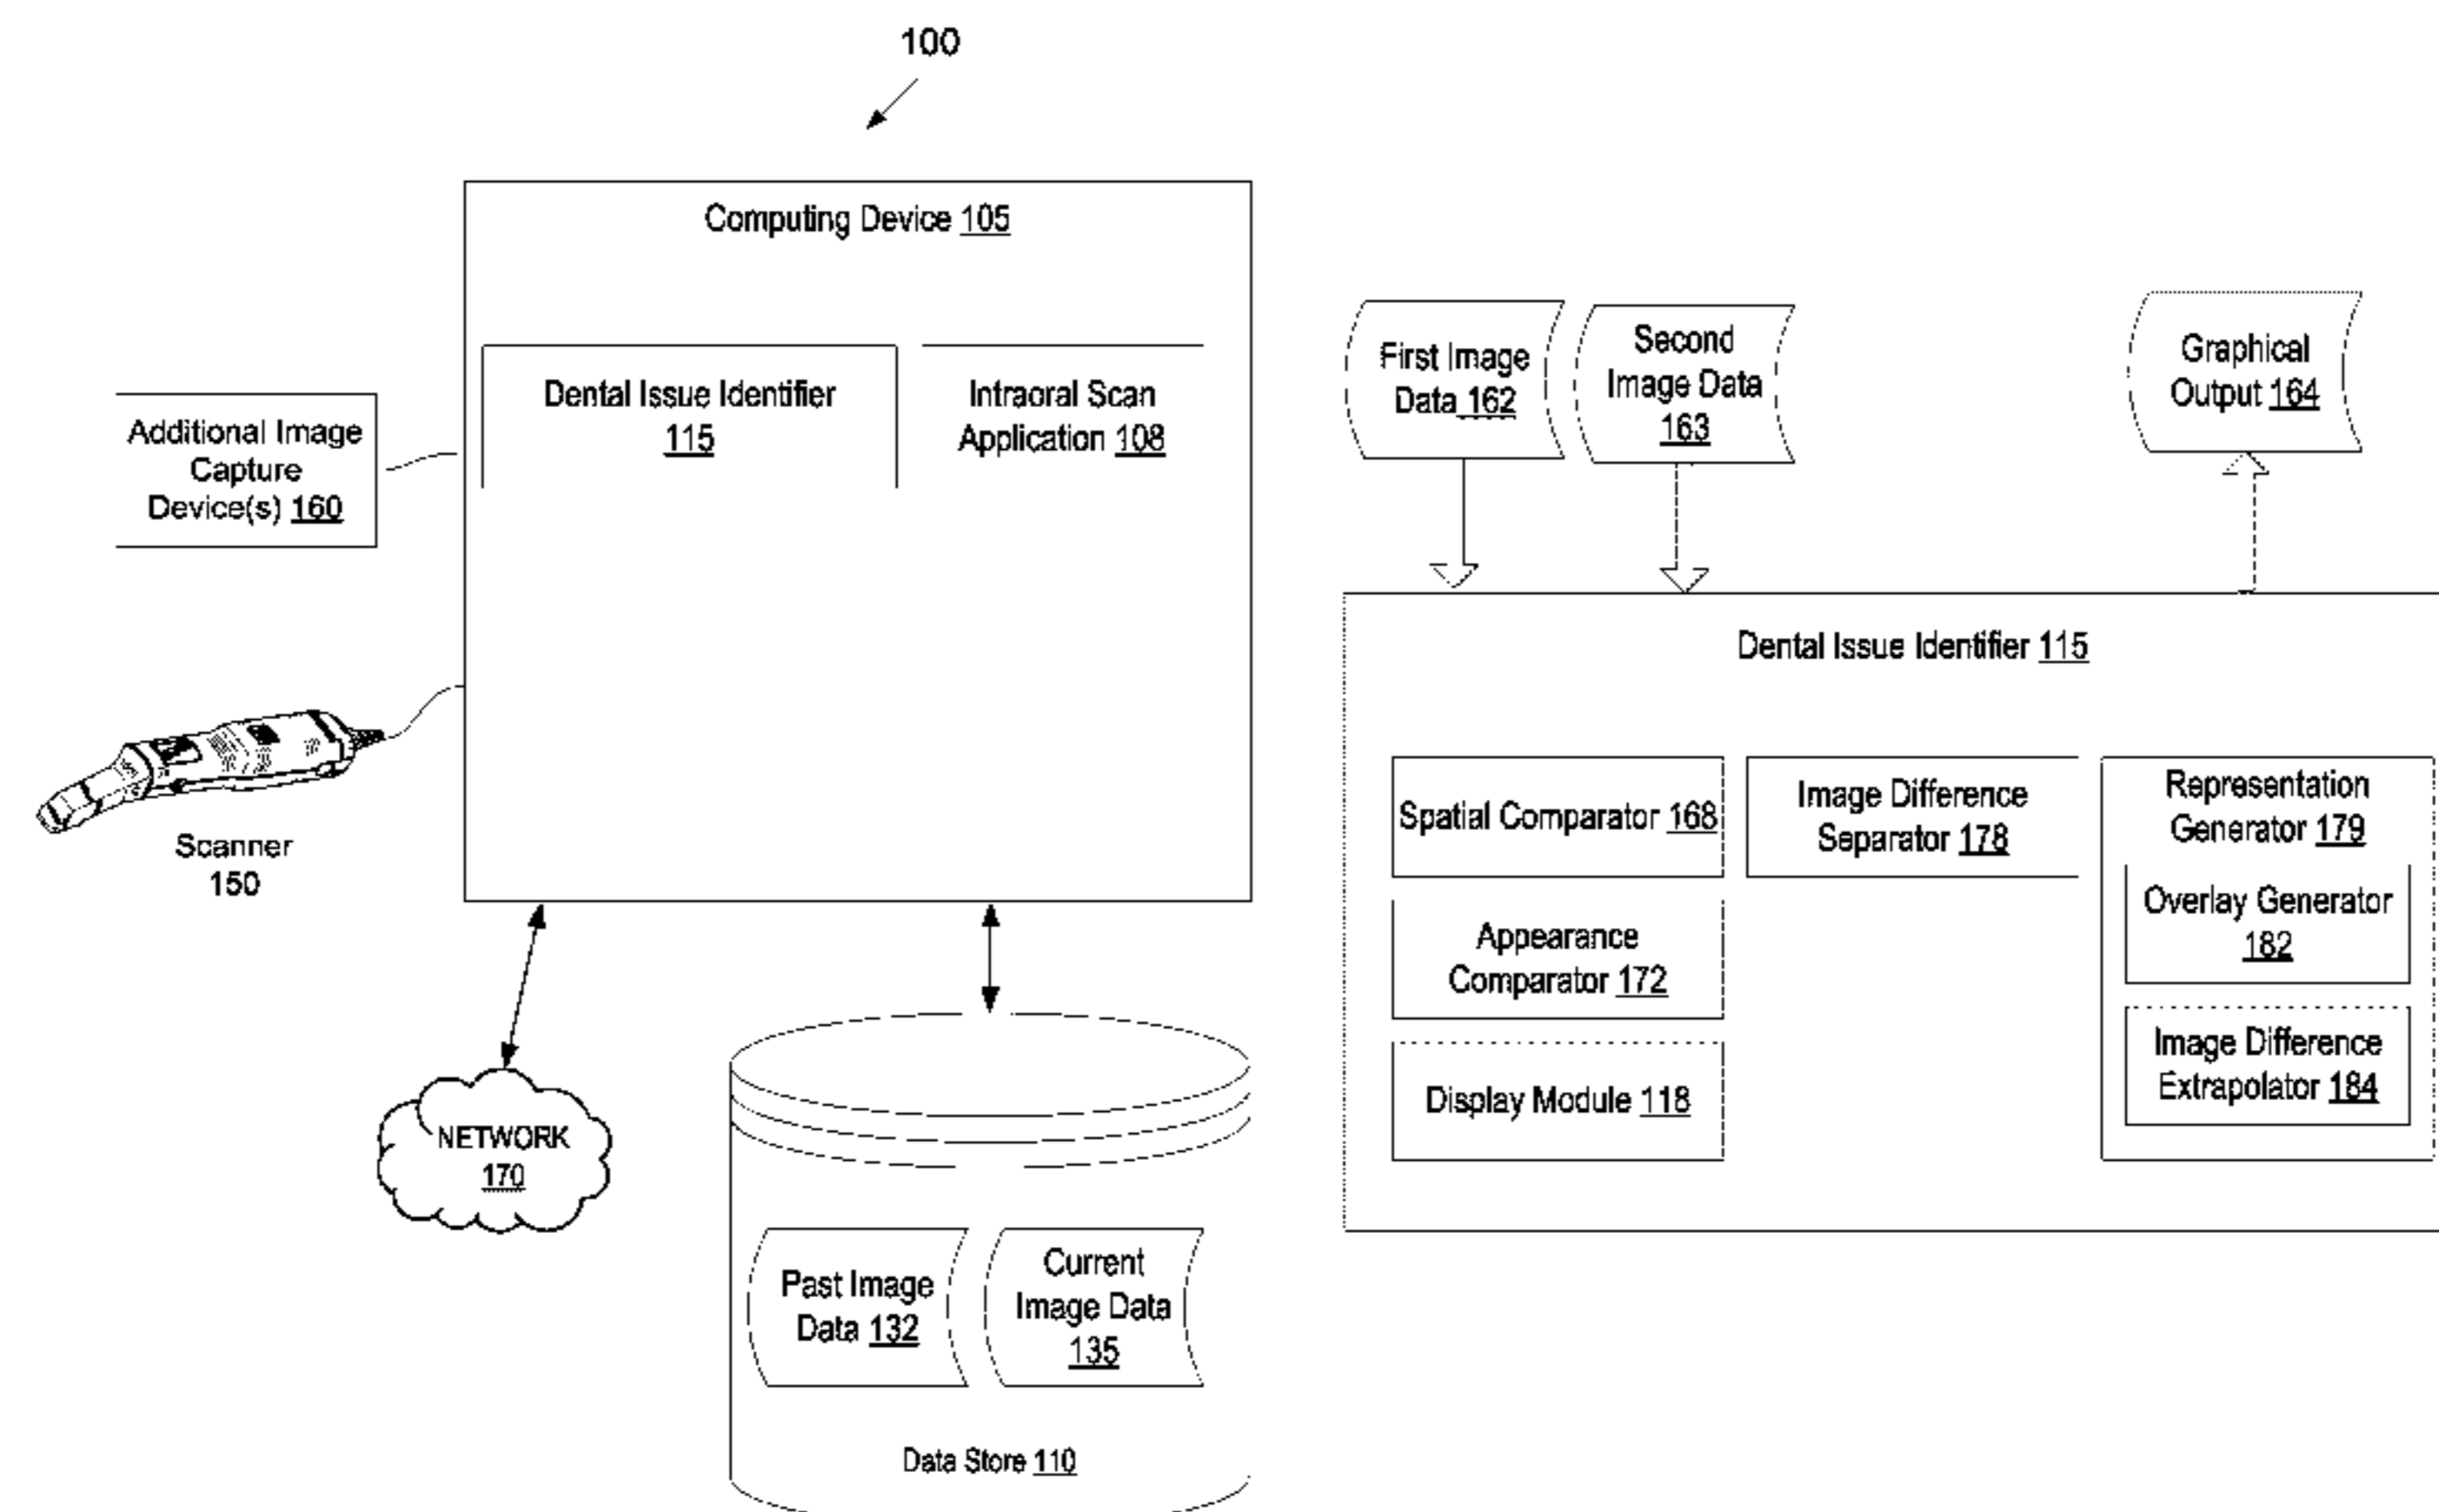 100
Computing Device 105
Dental Issue Identifier
115
Intraoral Scan
Application 108
Additional Image
Capture
Device(s) 160
Scanner
150
NETWORK
170
Past Image
Data 132
Current
Image Data
135
Data Store 110
First Image
Data 162
Second
Image Data
163
Graphical
Output 164
Dental Issue Identifier 115
Spatial Comparator 168
Image Difference
Separator 178
Representation
Generator 179
Overlay Generator
182
Appearance
Comparator 172
Image Difference
Extrapolator 184
Display Module 118